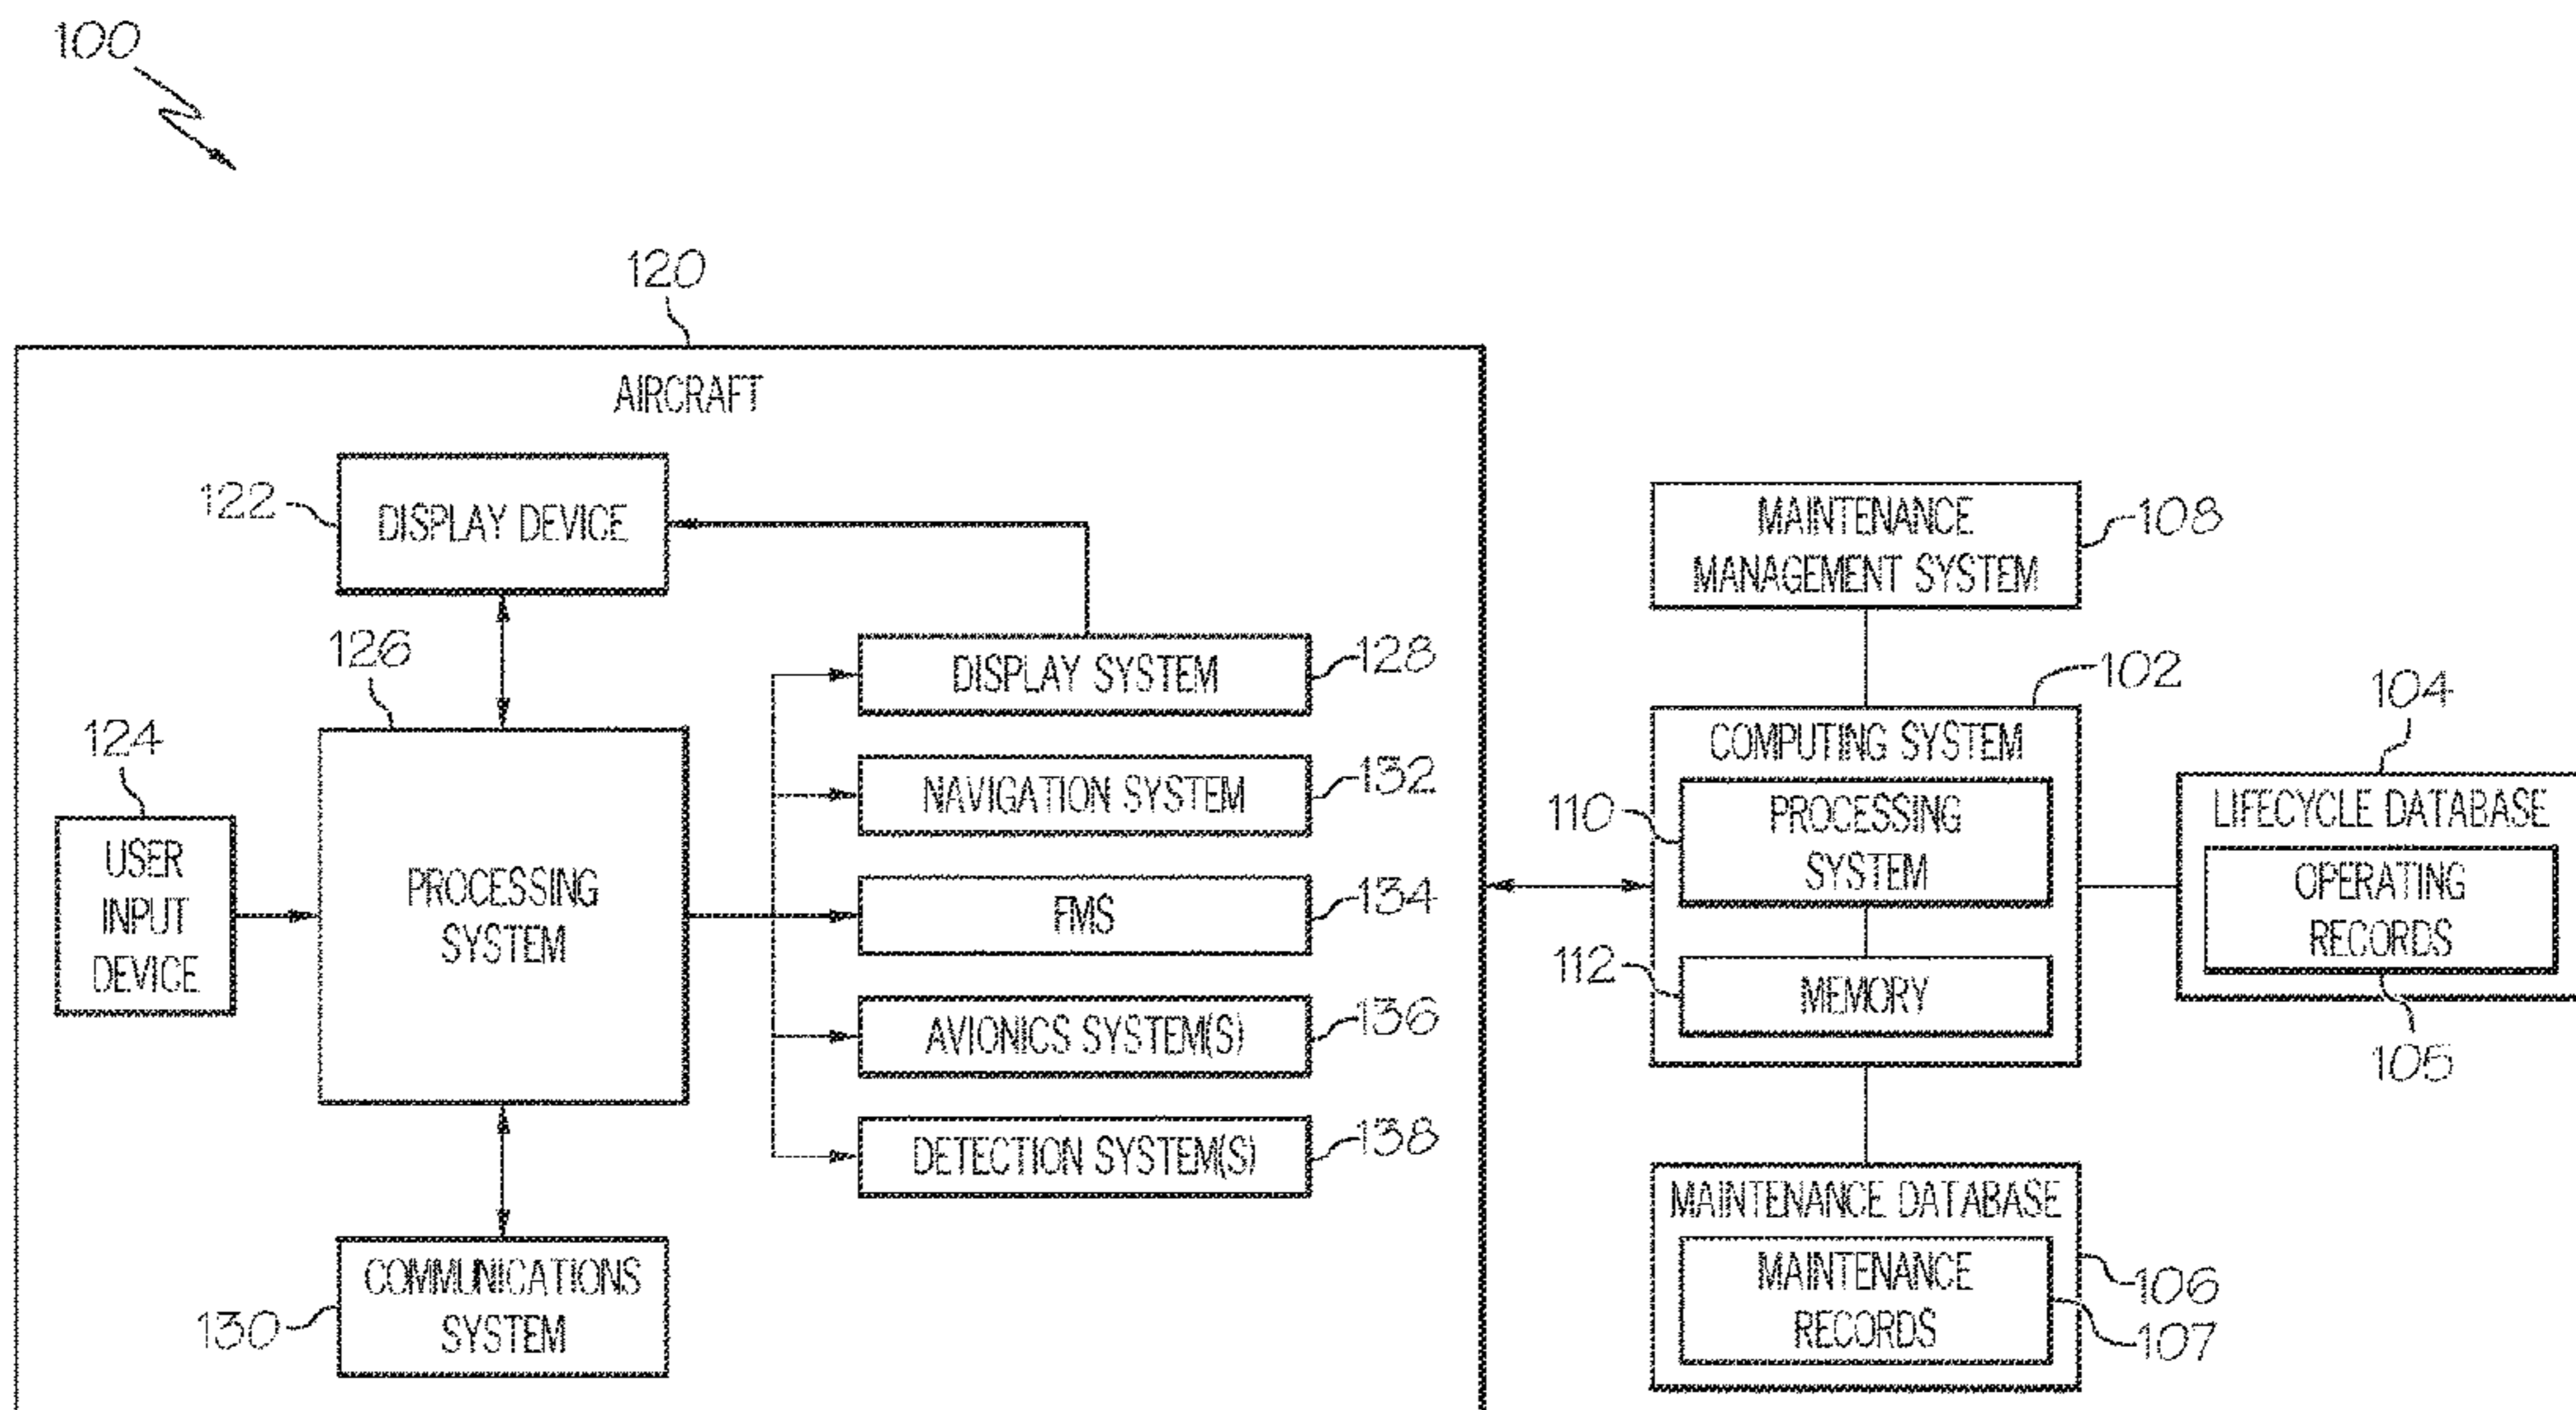 100
120
AIRCRAFT
122
DISPLAY DEVICE
126
124
USER
INPUT
DEVICE
PROCESSING
SYSTEM
130
COMMUNICATIONS
SYSTEM
DISPLAY SYSTEM
128
NAVIGATION SYSTEM
132
FMS
134
AVIONICS SYSTEM(S)
136
DETECTION SYSTEM(S)
138
MAINTENANCE
MANAGEMENT SYSTEM
108
102
COMPUTING SYSTEM
110
PROCESSING
SYSTEM
112
MEMORY
104
LIFECYCLE DATABASE
OPERATING
RECORDS
105
MAINTENANCE DATABASE
106
MAINTENANCE
RECORDS
107